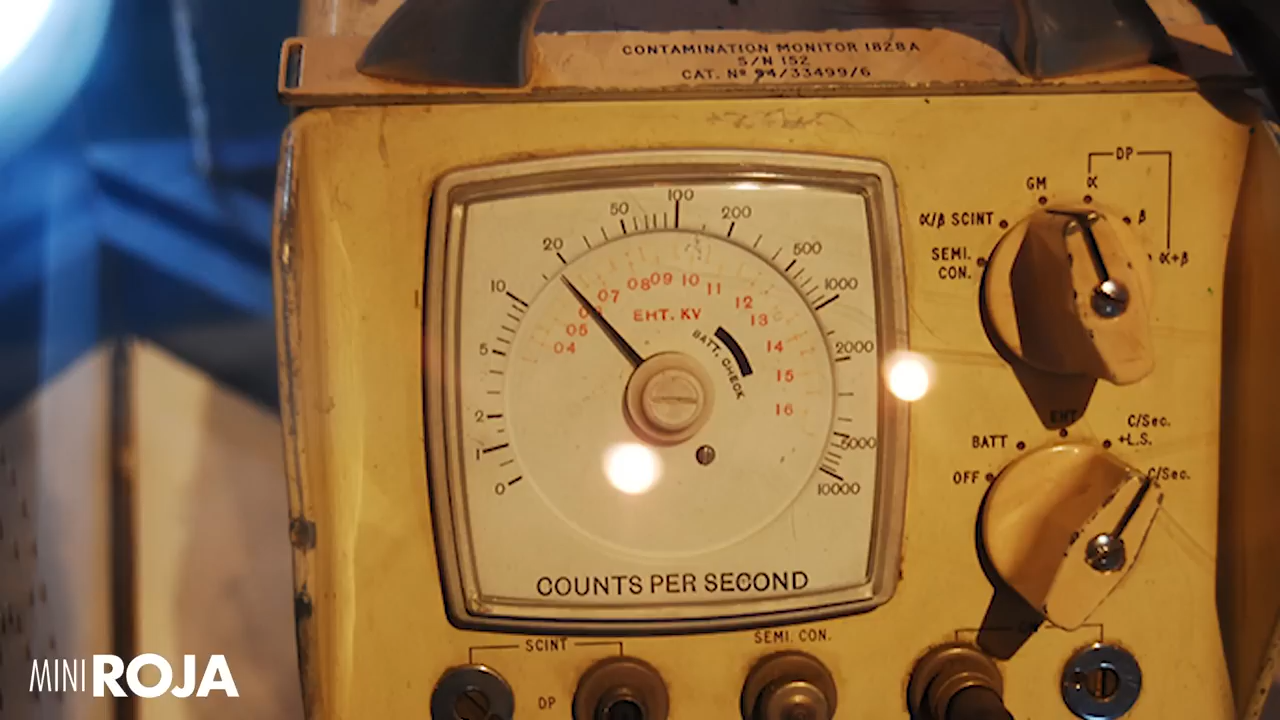 CONTAMINATION MONITOR 1828A
S/N 152
CAT. Nº 94/33499/6
DP
GM
α
α/β SCINT
β
SEMI. CON.
α+β
0
1
2
5
10
20
50
100
200
500
1000
2000
5000
10000
04
05
07
08
09
10
11
12
13
14
15
16
EHT. KV
BATT. CHECK
COUNTS PER SECOND
EHT
C/Sec. +L.S.
BATT
OFF
C/Sec.
SCINT
SEMI. CON.
DP
MINI ROJA